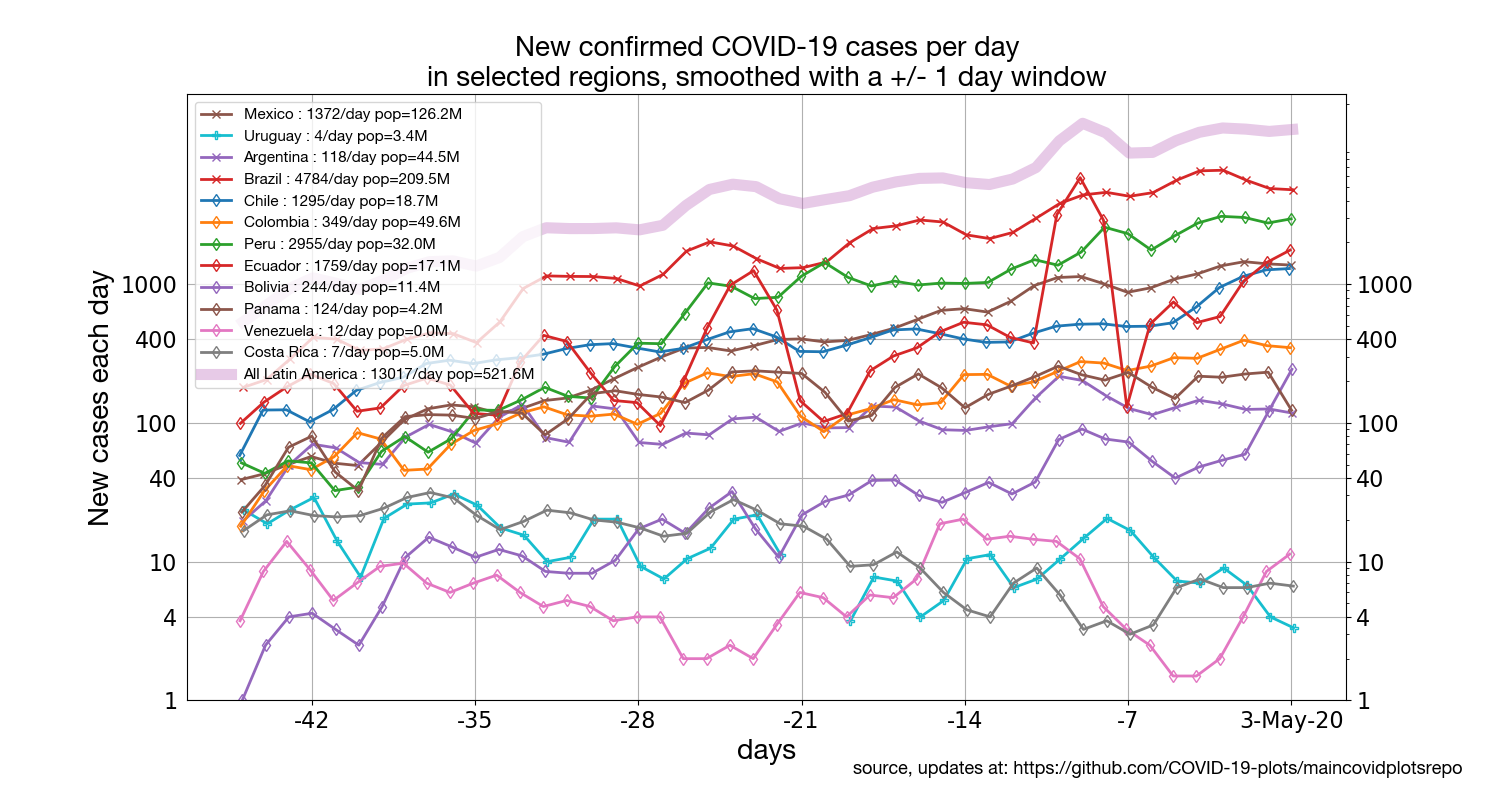 New confirmed COVID-19 cases per day
in selected regions, smoothed with a +/- 1 day window
Mexico : 1372/day pop=126.2M
Uruguay : 4/day pop=3.4M
Argentina : 118/day pop=44.5M
Brazil : 4784/day pop=209.5M
Chile : 1295/day pop=18.7M
Colombia : 349/day pop=49.6M
Peru : 2955/day pop=32.0M
Ecuador : 1759/day pop=17.1M
Bolivia : 244/day pop=11.4M
Panama : 124/day pop=4.2M
Venezuela : 12/day pop=0.0M
Costa Rica : 7/day pop=5.0M
All Latin America : 13017/day pop=521.6M
New cases each day
1000
400
100
40
10
4
1
1000
400
100
40
10
4
1
-42 -35 -28 -21 -14 -7 3-May-20
days
source, updates at: https://github.com/COVID-19-plots/maincovidplotsrepo